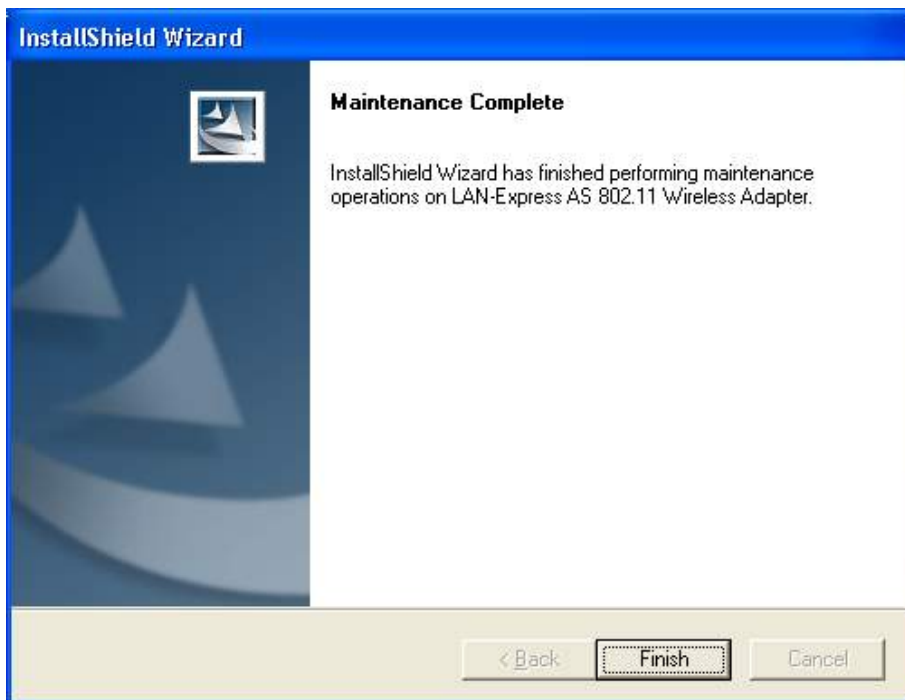 InstallShield Wizard
Maintenance Complete
InstallShield Wizard has finished performing maintenance
operations on LAN-Express AS 802.11 Wireless Adapter.
< Back Finish Cancel